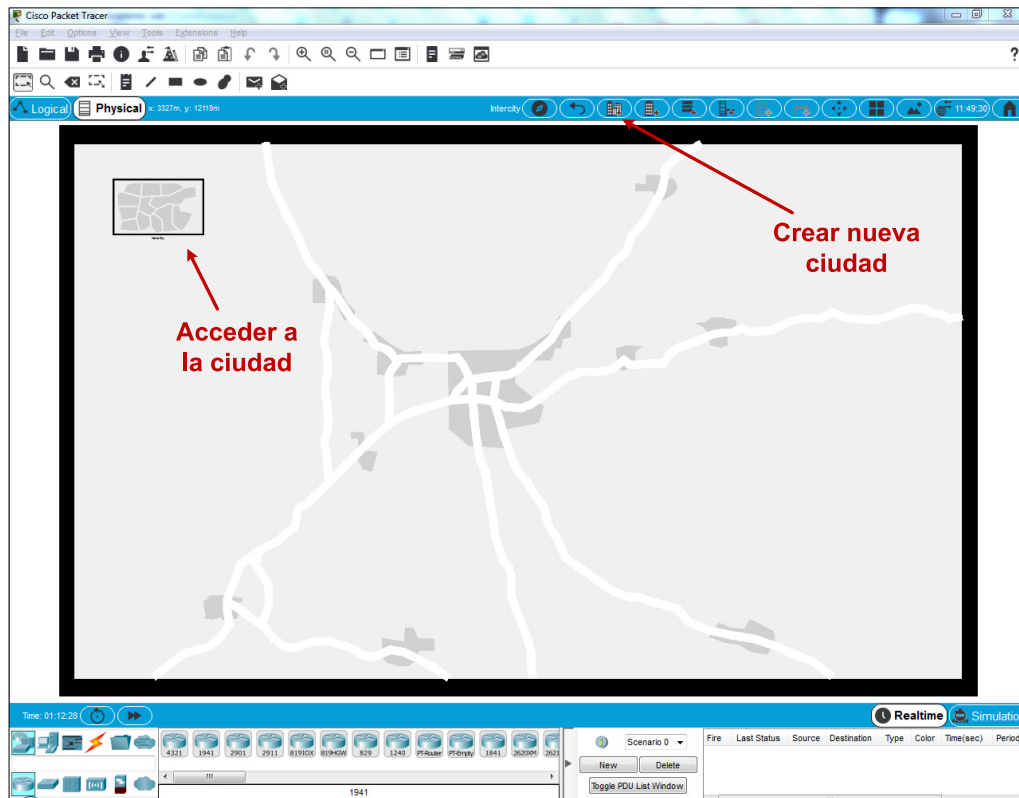 Cisco Packet Tracer
File Edit Options View Tools Extensions Help
?
Logical
Physical
x: 3327m, y: 12119m
Intercity
11:49:30
Crear nueva
ciudad
Acceder a
la ciudad
Time: 01:12:28
Realtime
Simulatio
4321 1941 2901 2911 819IOX 819HGW 829 1240 PT-Router PT-Empty 1841 2620XM 2621
1941
Scenario 0
New Delete
Toggle PDU List Window
Fire Last Status Source Destination Type Color Time(sec) Period